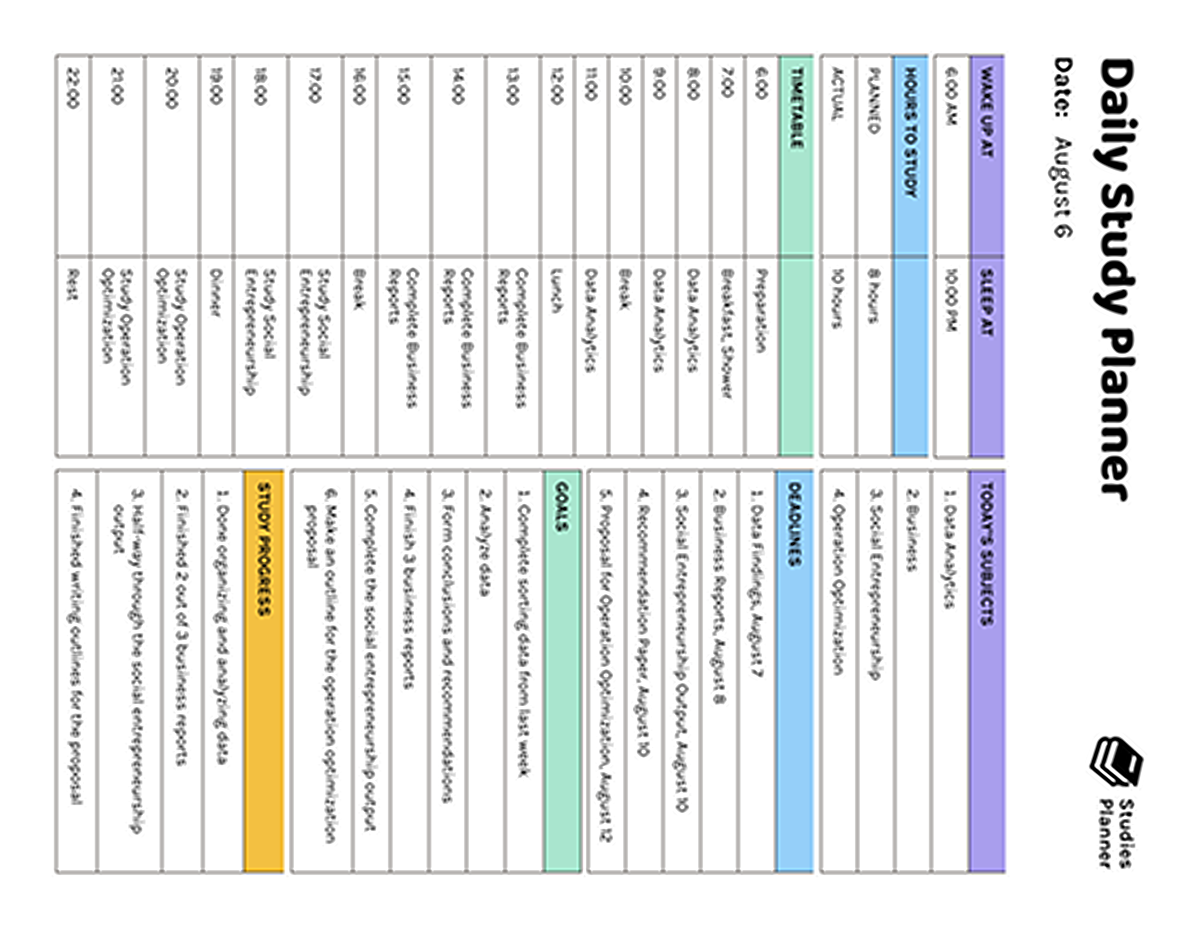 Daily Study Planner
Date: August 6
Studies
Planner
WAKE UP AT SLEEP AT
6:00 AM 10:00 PM
HOURS TO STUDY
PLANNED 8 hours
ACTUAL 10 hours
TIMETABLE
6:00 Preparation
7:00 Breakfast, Shower
8:00 Data Analytics
9:00 Data Analytics
10:00 Break
11:00 Data Analytics
12:00 Lunch
13:00 Complete Business
Reports
14:00 Complete Business
Reports
15:00 Complete Business
Reports
16:00 Break
17:00 Study Social
Entrepreneurship
18:00 Study Social
Entrepreneurship
19:00 Dinner
20:00 Study Operation
Optimization
21:00 Study Operation
Optimization
22:00 Rest
TODAY'S SUBJECTS
1. Data Analytics
2. Business
3. Social Entrepreneurship
4. Operation Optimization
DEADLINES
1. Data Findings, August 7
2. Business Reports, August 8
3. Social Entrepreneurship Output, August 10
4. Recommendation Paper, August 10
5. Proposal for Operation Optimization, August 12
GOALS
1. Complete sorting data from last week
2. Analyze data
3. Form conclusions and recommendations
4. Finish 3 business reports
5. Complete the social entrepreneurship output
6. Make an outline for the operation optimization
proposal
STUDY PROGRESS
1. Done organizing and analyzing data
2. Finished 2 out of 3 business reports
3. Half-way through the social entrepreneurship
output
4. Finished writing outlines for the proposal